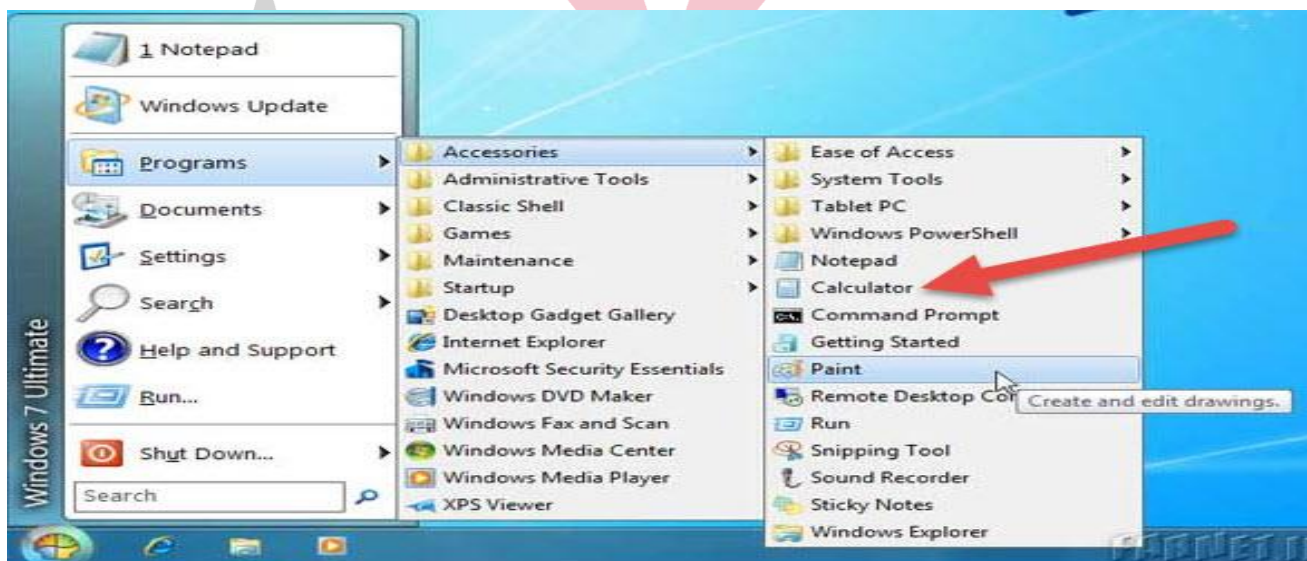 1 Notepad
Windows Update
Programs
Documents
Settings
Search
Help and Support
Run...
Shut Down...
Search
Windows 7 Ultimate
Accessories
Administrative Tools
Classic Shell
Games
Maintenance
Startup
Desktop Gadget Gallery
Internet Explorer
Microsoft Security Essentials
Windows DVD Maker
Windows Fax and Scan
Windows Media Center
Windows Media Player
XPS Viewer
Ease of Access
System Tools
Tablet PC
Windows PowerShell
Notepad
Calculator
Command Prompt
Getting Started
Paint
Remote Desktop Co
Create and edit drawings.
Run
Snipping Tool
Sound Recorder
Sticky Notes
Windows Explorer